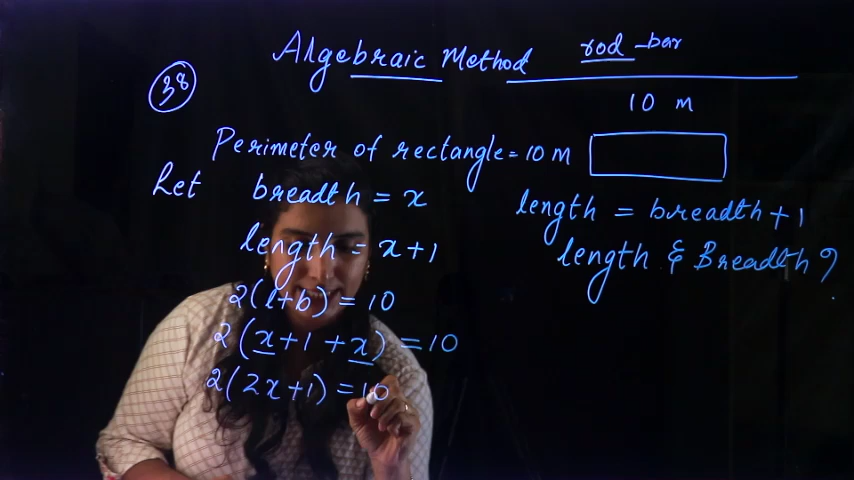 Algebraic Method rod - bar
38
10 m
Perimeter of rectangle = 10 m
Let breadth = x
length = breadth + 1
length = x + 1
length & Breadth ?
2(l+b) = 10
2(x+1+x) = 10
2(2x+1) = 10